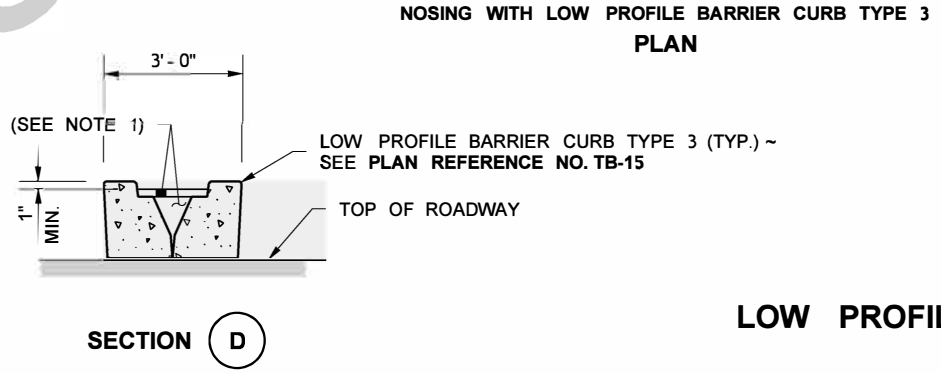 NOSING WITH LOW PROFILE BARRIER CURB TYPE 3
PLAN
3'-0"
(SEE NOTE 1)
LOW PROFILE BARRIER CURB TYPE 3 (TYP.) ~
SEE PLAN REFERENCE NO. TB-15
1"
MIN.
TOP OF ROADWAY
SECTION D
LOW PROFIL